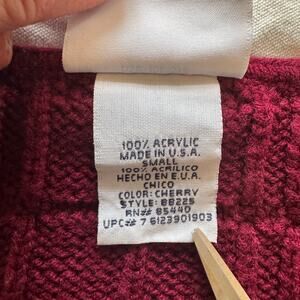 100% ACRYLIC
MADE IN U.S.A.
SMALL
100% ACRILICO
HECHO EN E.U.A.
CHICO
COLOR: CHERRY
STYLE: 88225
RN# 85440
UPC# 7 6123901903